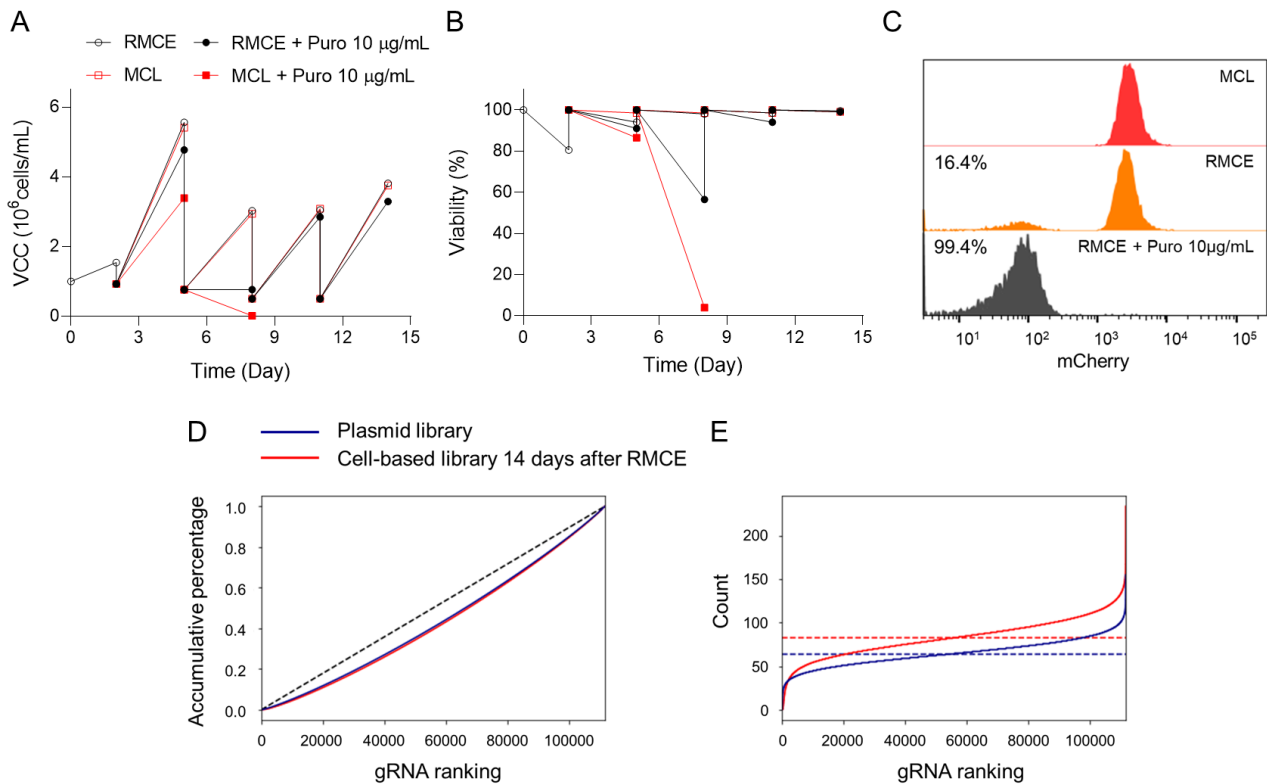 A
RMCE
RMCE + Puro 10 μg/mL
MCL
MCL + Puro 10 μg/mL
VCC (10⁶cells/mL)
6
4
2
0
0 3 6 9 12 15
Time (Day)
B
Viability (%)
100
80
60
40
20
0
0 3 6 9 12 15
Time (Day)
C
MCL
16.4%
RMCE
99.4%
RMCE + Puro 10μg/mL
10¹ 10² 10³ 10⁴ 10⁵
mCherry
D
Plasmid library
Cell-based library 14 days after RMCE
Accumulative percentage
1.0
0.8
0.6
0.4
0.2
0.0
0 20000 40000 60000 80000 100000
gRNA ranking
E
Count
200
150
100
50
0
0 20000 40000 60000 80000 100000
gRNA ranking